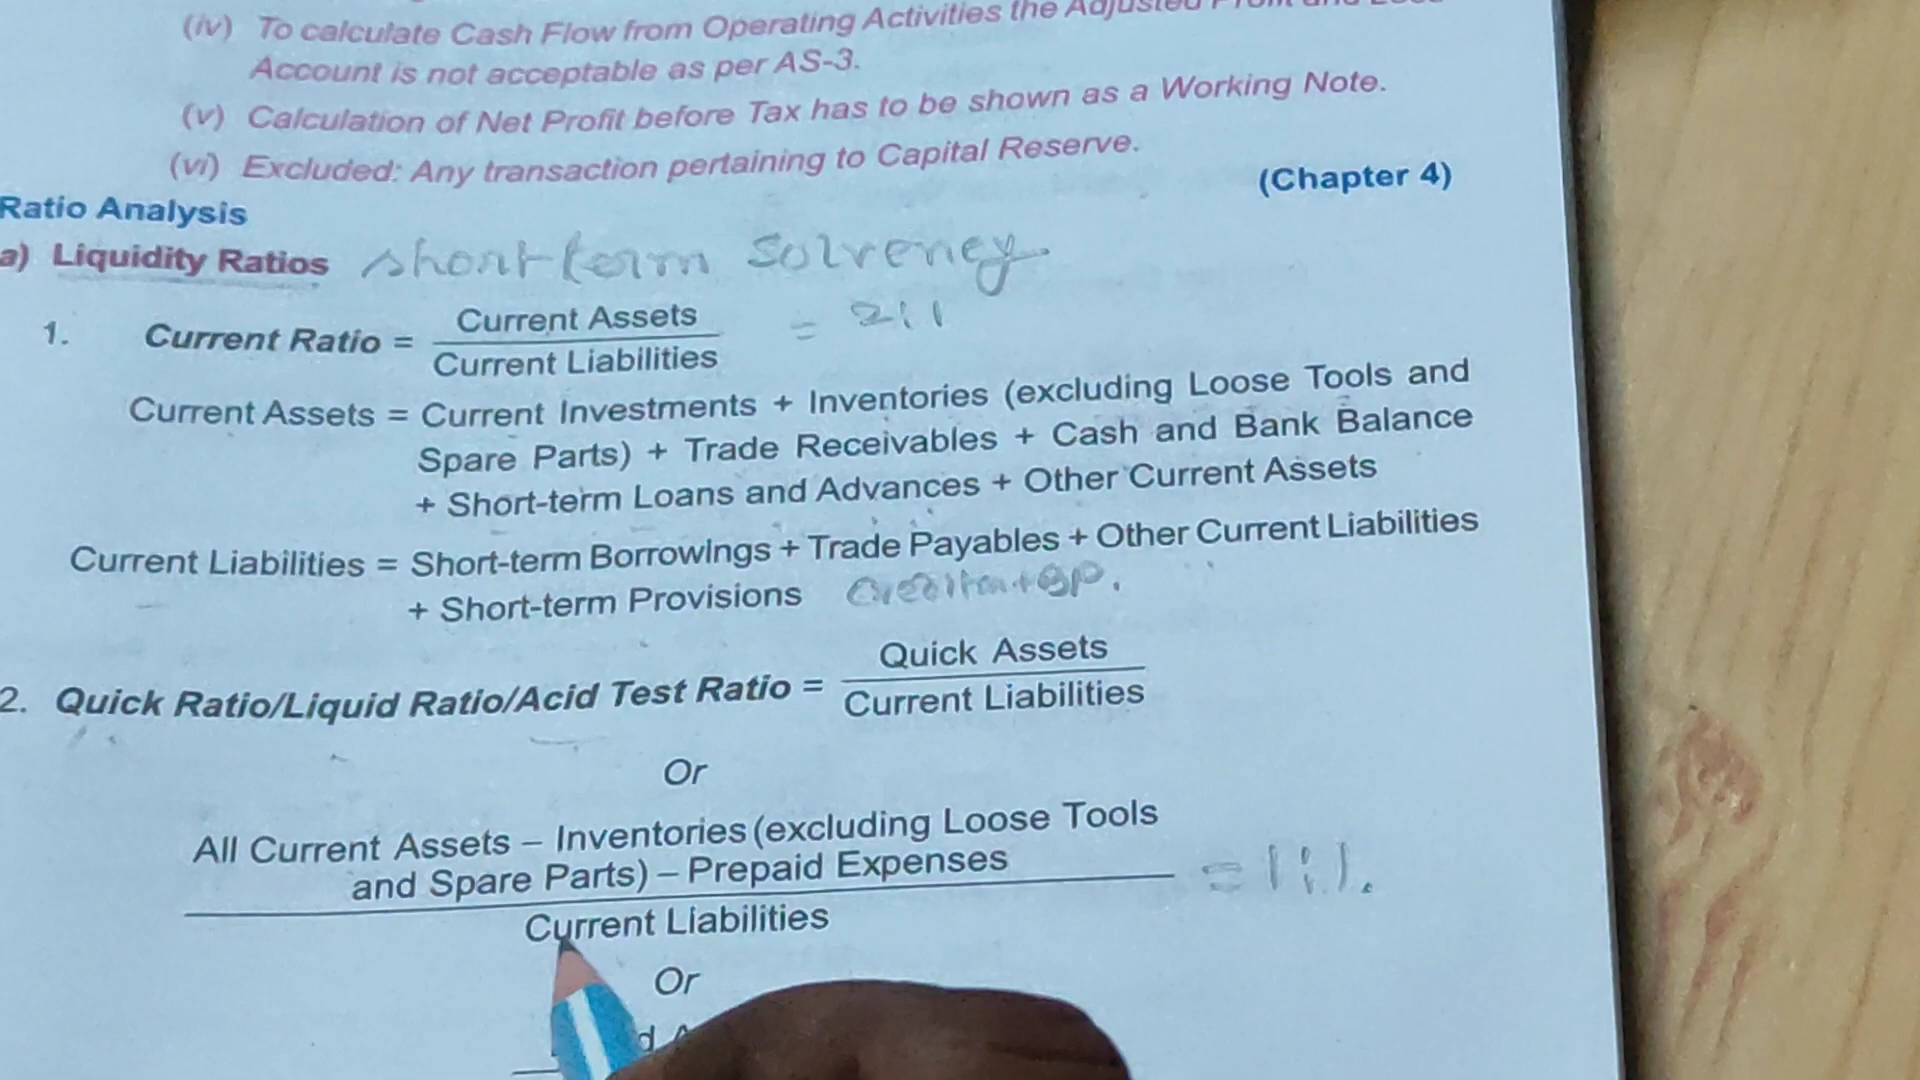 (iv) To calculate Cash Flow from Operating Activities the Adjusted Profit and Loss
Account is not acceptable as per AS-3.
(v) Calculation of Net Profit before Tax has to be shown as a Working Note.
(vi) Excluded: Any transaction pertaining to Capital Reserve.
(Chapter 4)
Ratio Analysis
a) Liquidity Ratios short term solvency
1. Current Ratio = Current Assets = 2:1
Current Liabilities
Current Assets = Current Investments + Inventories (excluding Loose Tools and
Spare Parts) + Trade Receivables + Cash and Bank Balance
+ Short-term Loans and Advances + Other Current Assets
Current Liabilities = Short-term Borrowings + Trade Payables + Other Current Liabilities
+ Short-term Provisions
2. Quick Ratio/Liquid Ratio/Acid Test Ratio = Quick Assets
Current Liabilities
Or
All Current Assets – Inventories (excluding Loose Tools
and Spare Parts) – Prepaid Expenses = 1:1.
Current Liabilities
Or